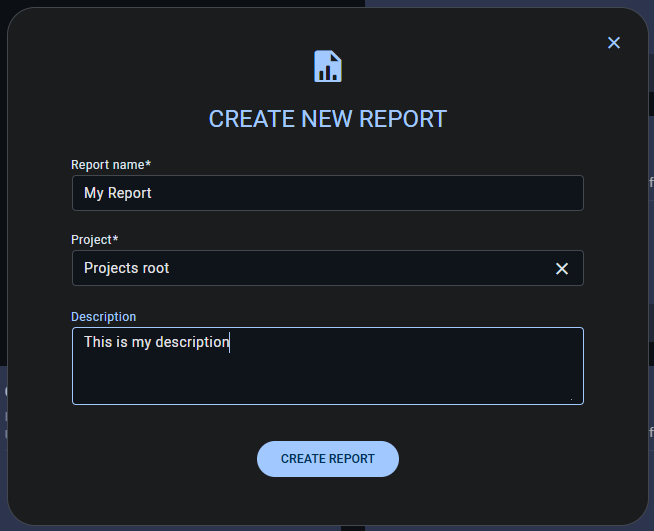 CREATE NEW REPORT
Report name*
My Report
Project*
Projects root
Description
This is my description
CREATE REPORT